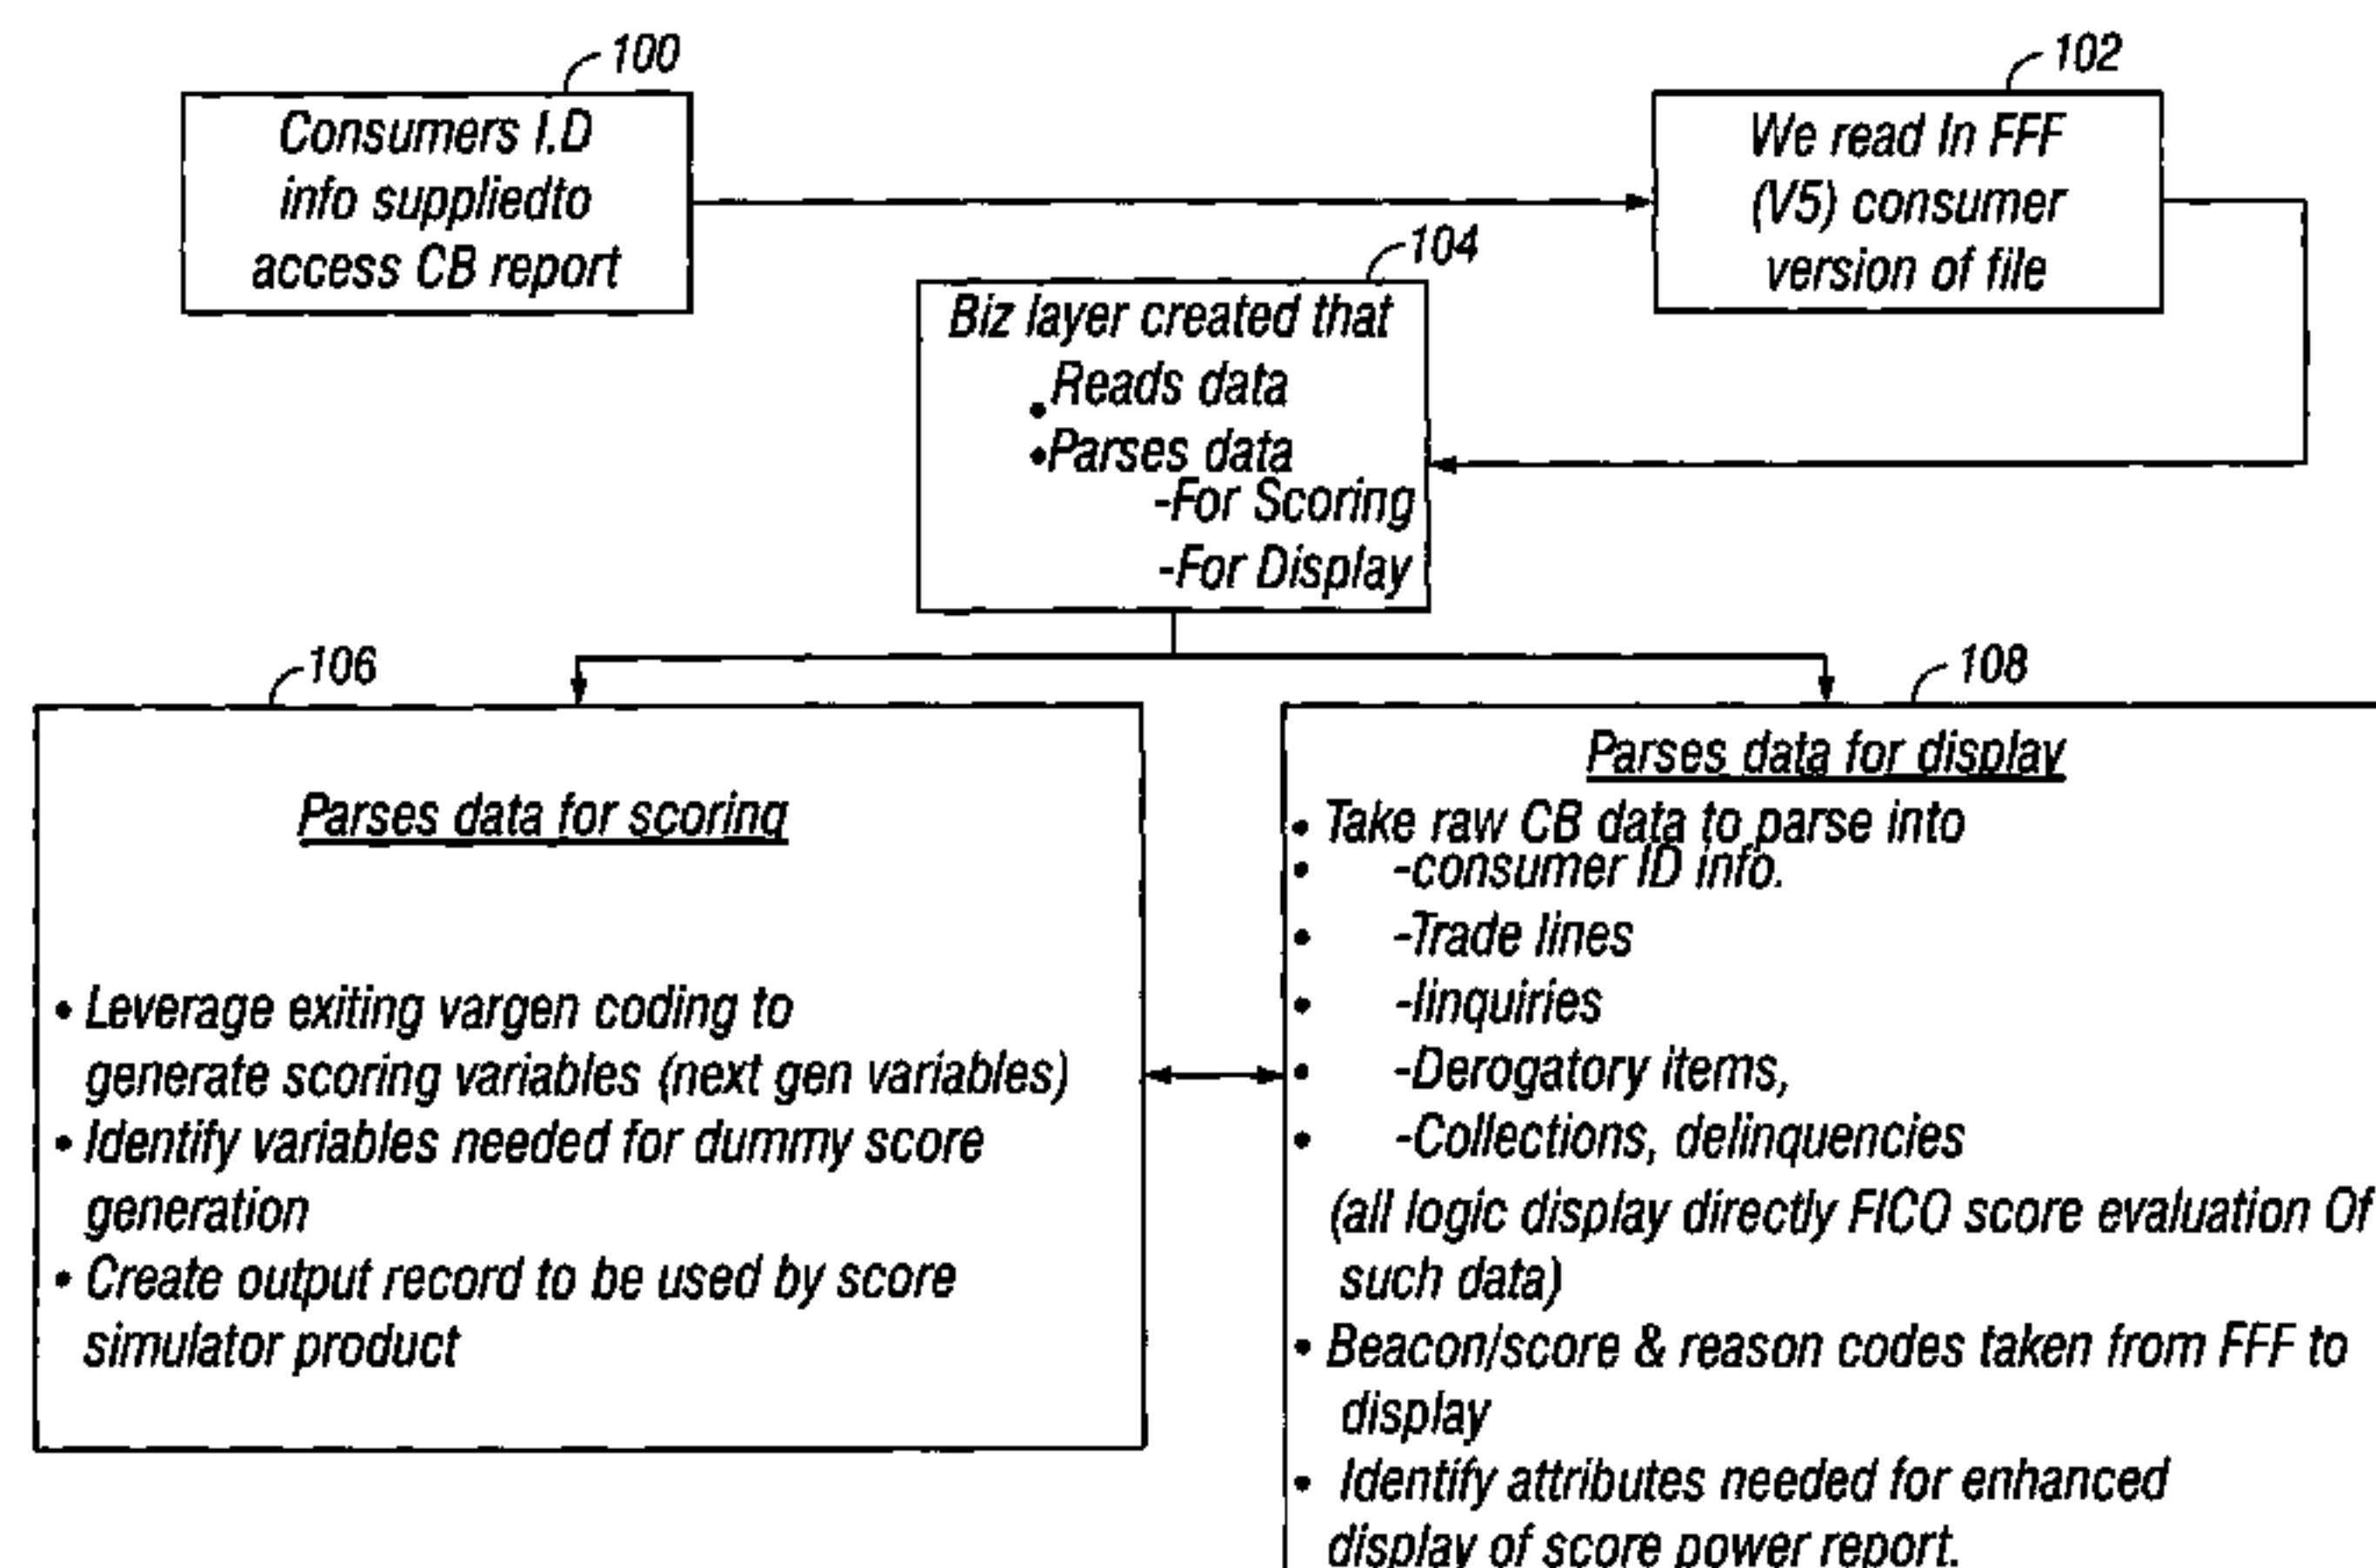 100
Consumers I.D
info suppliedto
access CB report
102
We read In FFF
(V5) consumer
version of file
104
Biz layer created that
• Reads data
•Parses data
-For Scoring
-For Display
106
Parses data for scoring
• Leverage exiting vargen coding to
generate scoring variables (next gen variables)
• Identify variables needed for dummy score
generation
• Create output record to be used by score
simulator product
108
Parses data for display
• Take raw CB data to parse into
• -consumer ID info.
• -Trade lines
• -Iinquiries
• -Derogatory items,
• -Collections, delinquencies
(all logic display directly FICO score evaluation Of
such data)
• Beacon/score & reason codes taken from FFF to
display
• Identify attributes needed for enhanced
display of score power report.